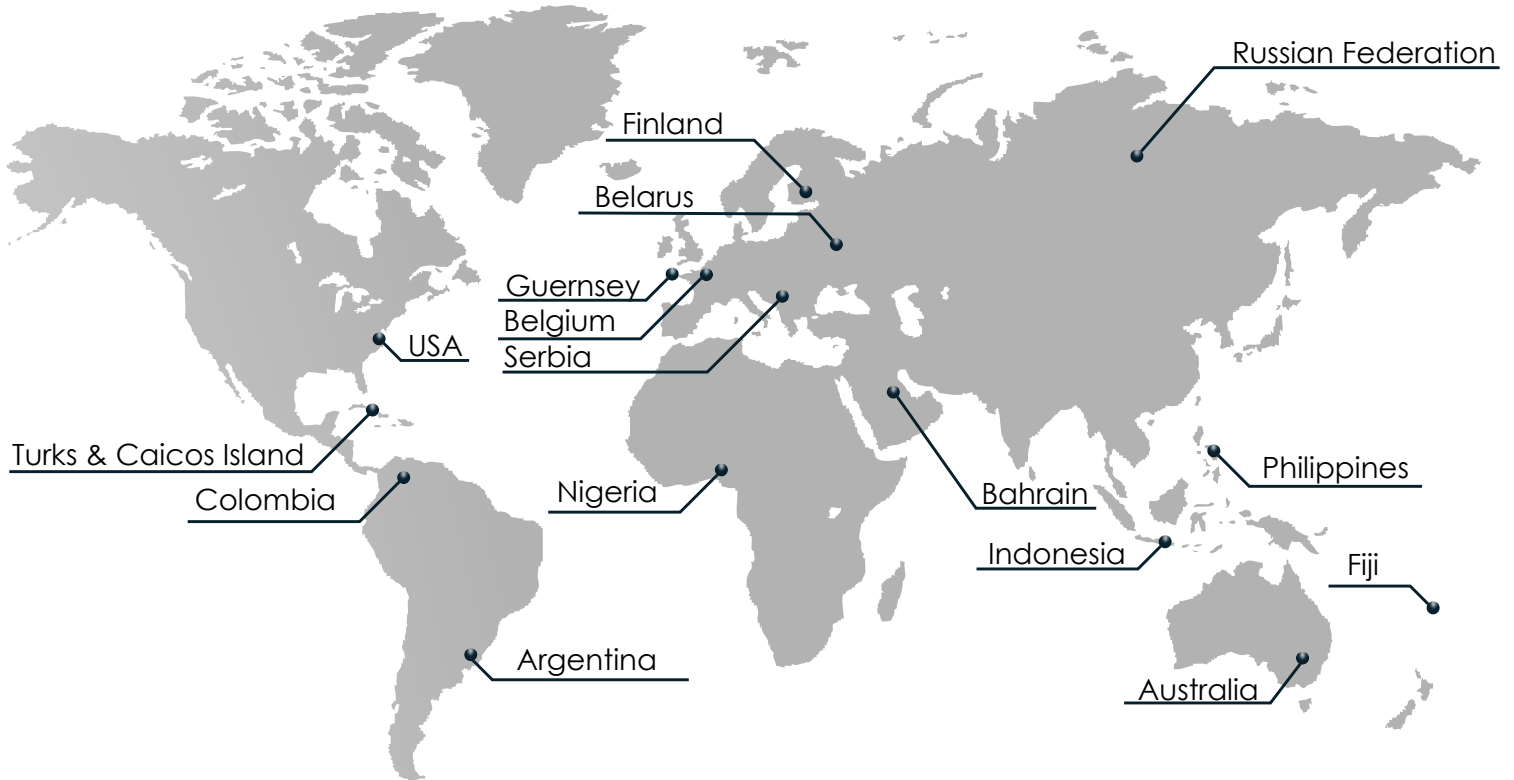 Russian Federation
Finland
Belarus
Guernsey
Belgium
USA
Serbia
Turks & Caicos Island
Philippines
Colombia
Nigeria
Bahrain
Indonesia
Fiji
Argentina
Australia